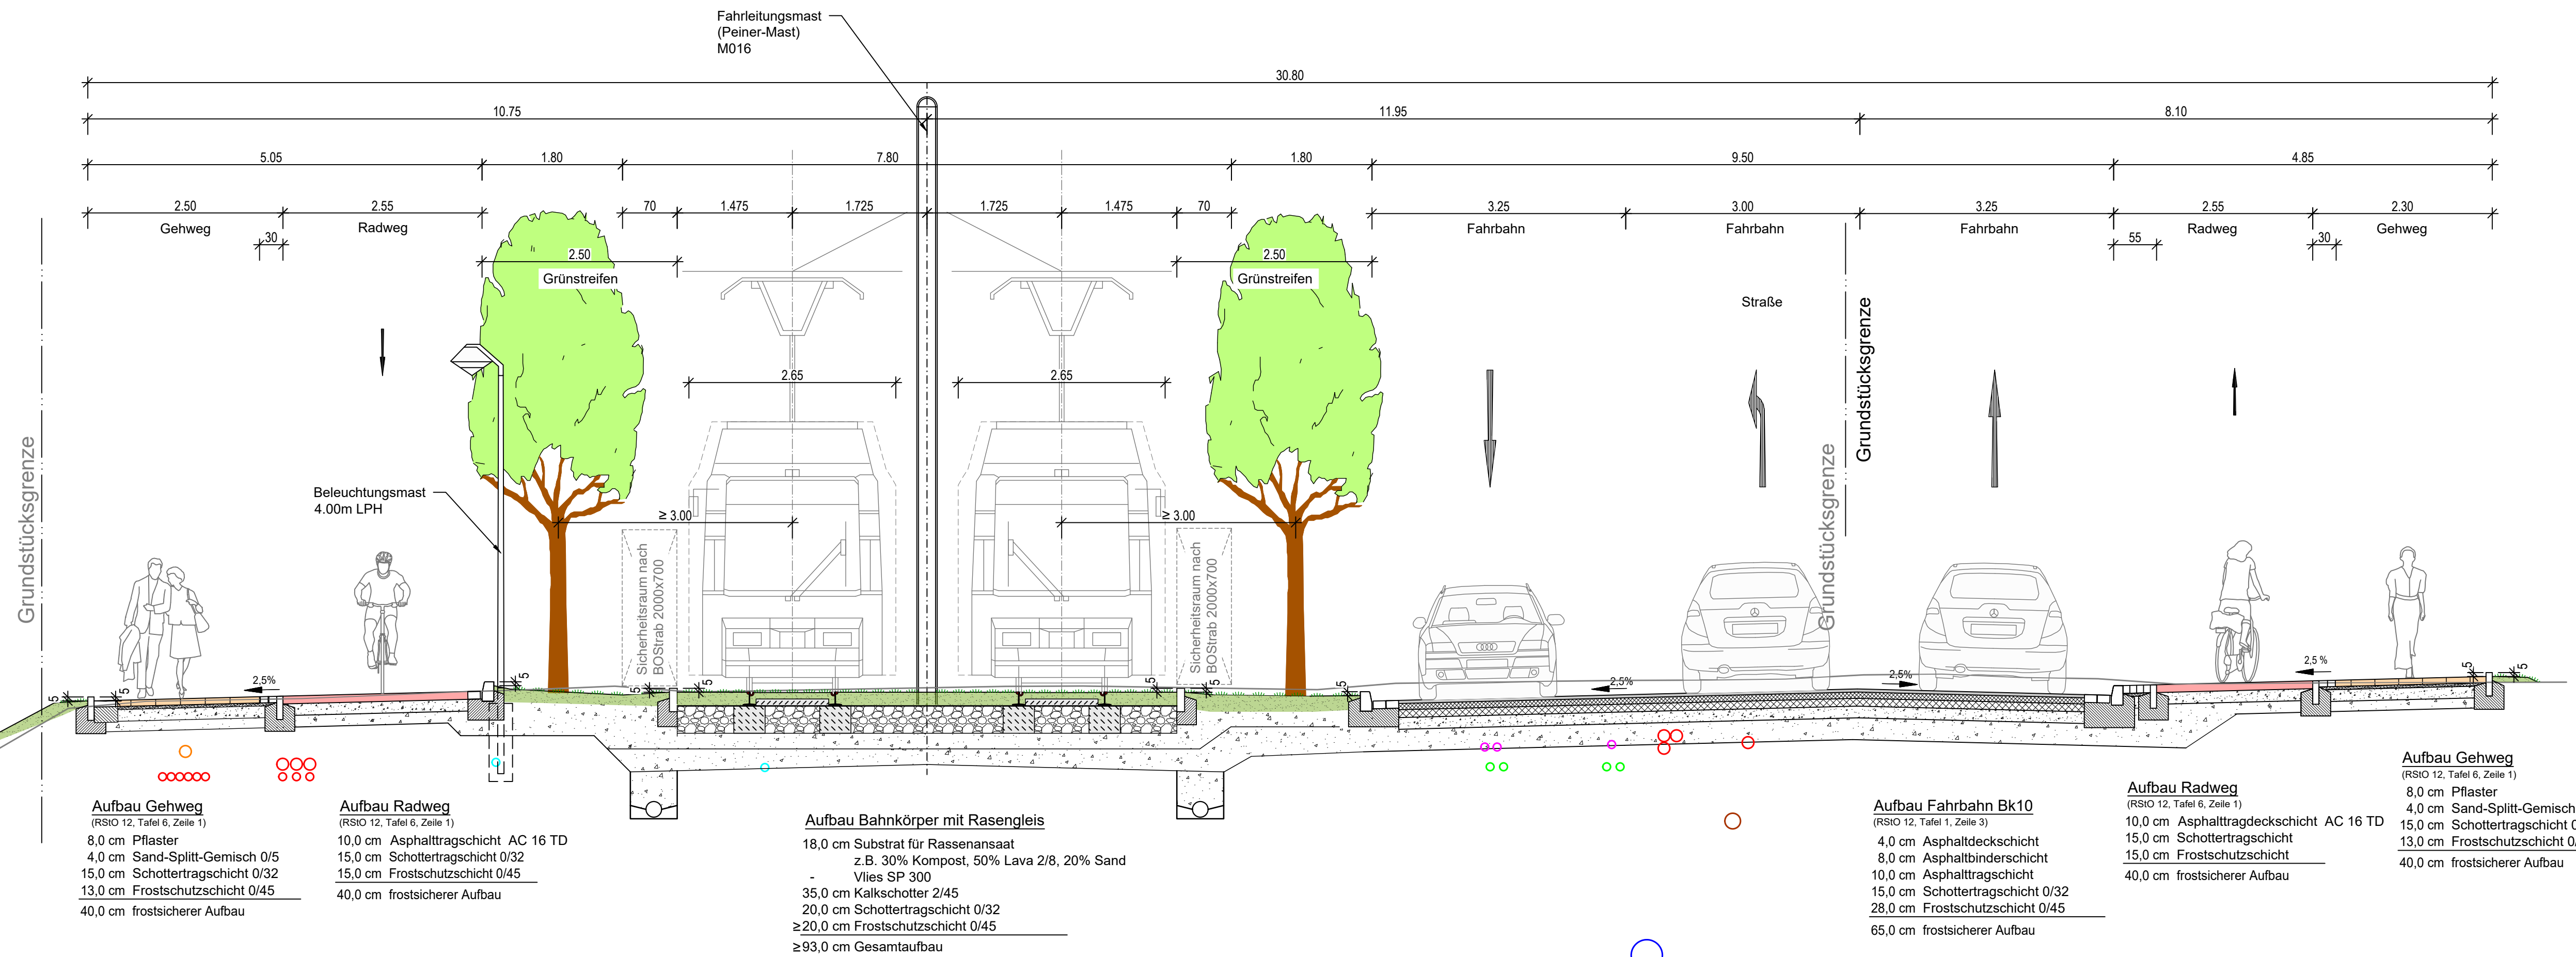 Fahrleitungsmast
(Peiner-Mast)
M016
30.80
10.75 11.95 8.10
5.05 1.80 7.80 1.80 9.50 4.85
2.50 2.55 70 1.475 1.725 1.725 1.475 70 3.25 3.00 3.25 2.55 2.30
Gehweg Radweg Fahrbahn Fahrbahn Fahrbahn Radweg Gehweg
30 55 30
2.50 2.50
Grünstreifen Grünstreifen
Straße
Grundstücksgrenze
Grundstücksgrenze
Grundstücksgrenze
2.65 2.65
Beleuchtungsmast
4.00m LPH
≥ 3.00 ≥ 3.00
Sicherheitsraum nach
BOStrab 2000x700
Sicherheitsraum nach
BOStrab 2000x700
5 5 2,5% 5 5 5 5 5 5 2,5% 2,5% 2,5 % 5 5
Aufbau Gehweg
(RStO 12, Tafel 6, Zeile 1)
8,0 cm Pflaster
4,0 cm Sand-Splitt-Gemisch 0/5
15,0 cm Schottertragschicht 0/32
13,0 cm Frostschutzschicht 0/45
40,0 cm frostsicherer Aufbau
Aufbau Radweg
(RStO 12, Tafel 6, Zeile 1)
10,0 cm Asphalttragschicht AC 16 TD
15,0 cm Schottertragschicht 0/32
15,0 cm Frostschutzschicht 0/45
40,0 cm frostsicherer Aufbau
Aufbau Bahnkörper mit Rasengleis
18,0 cm Substrat für Rassenansaat
z.B. 30% Kompost, 50% Lava 2/8, 20% Sand
- Vlies SP 300
35,0 cm Kalkschotter 2/45
20,0 cm Schottertragschicht 0/32
≥20,0 cm Frostschutzschicht 0/45
≥93,0 cm Gesamtaufbau
Aufbau Fahrbahn Bk10
(RStO 12, Tafel 1, Zeile 3)
4,0 cm Asphaltdeckschicht
8,0 cm Asphaltbinderschicht
10,0 cm Asphalttragschicht
15,0 cm Schottertragschicht 0/32
28,0 cm Frostschutzschicht 0/45
65,0 cm frostsicherer Aufbau
Aufbau Radweg
(RStO 12, Tafel 6, Zeile 1)
10,0 cm Asphalttragdeckschicht AC 16 TD
15,0 cm Schottertragschicht
15,0 cm Frostschutzschicht
40,0 cm frostsicherer Aufbau
Aufbau Gehweg
(RStO 12, Tafel 6, Zeile 1)
8,0 cm Pflaster
4,0 cm Sand-Splitt-Gemisch
15,0 cm Schottertragschicht 0
13,0 cm Frostschutzschicht 0/
40,0 cm frostsicherer Aufbau